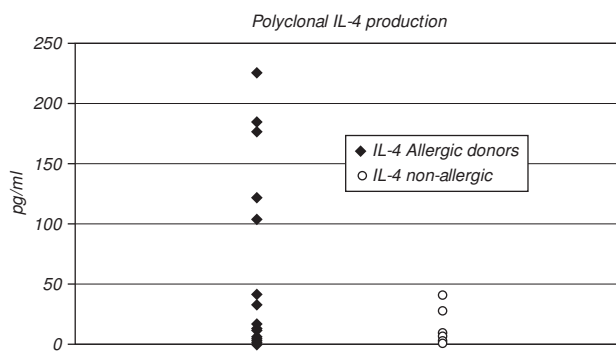 Polyclonal IL-4 production
250
200
150
100
50
0
pg/ml
IL-4 Allergic donors
IL-4 non-allergic